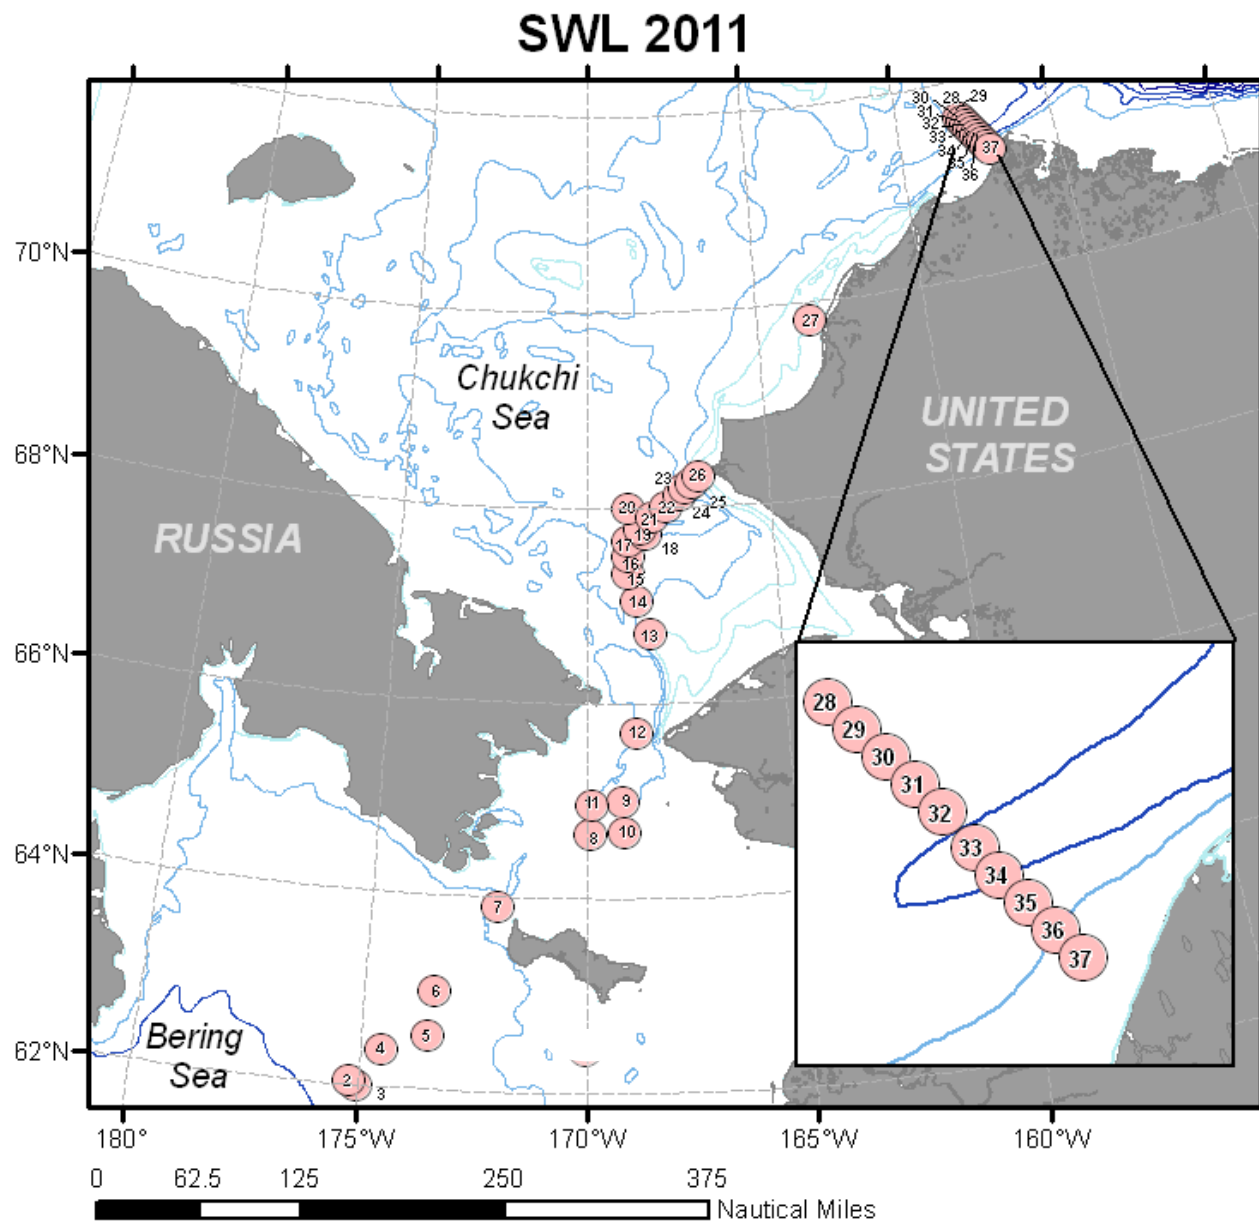 SWL 2011
30
28
29
31
32
33
34
35
36
37
70°N
27
Chukchi
Sea
UNITED
STATES
68°N
23
26
20
22
25
24
21
RUSSIA
19
17
18
16
15
14
13
66°N
12
11
9
8
10
64°N
7
6
5
4
Bering
Sea
62°N
2
3
28
29
30
31
32
33
34
35
36
37
180°
175°W
170°W
165°W
160°W
0
62.5
125
250
375
Nautical Miles